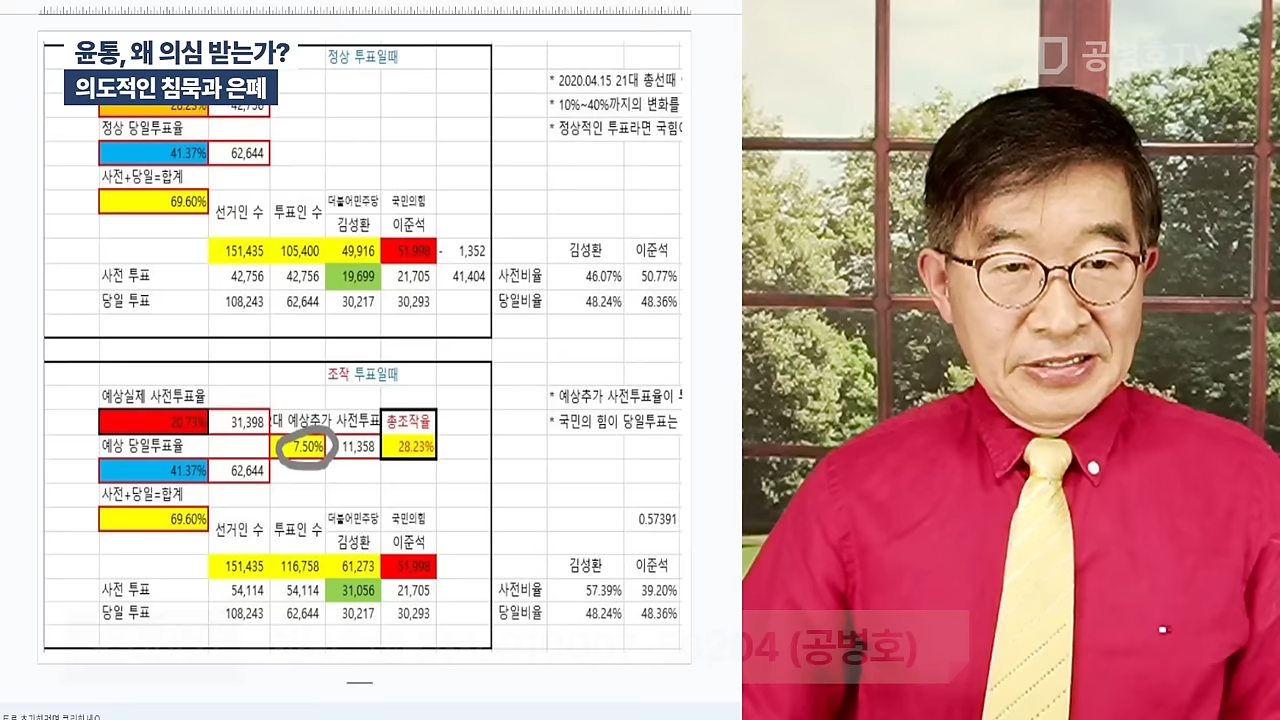 윤통, 왜 의심 받는가?
의도적인 침묵과 은폐
공병호TV
정상 투표일때
* 2020.04.15 21대 총선때
28.23% 42,756
* 10%~40%까지의 변화를
정상 당일투표율
* 정상적인 투표라면 국힘이
41.37% 62,644
사전+당일=합계
69.60%
선거인 수 투표인 수 더불어민주당 국민의힘
김성환 이준석
151,435 105,400 49,916 51,998 - 1,352 김성환 이준석
사전 투표 42,756 42,756 19,699 21,705 41,404 사전비율 46.07% 50.77%
당일 투표 108,243 62,644 30,217 30,293 당일비율 48.24% 48.36%
조작 투표일때
예상실제 사전투표율
* 예상추가 사전투표율이
20.73% 31,398 대 예상추가 사전투표 총조작율
* 국민의 힘이 당일투표는
예상 당일투표율 7.50% 11,358 28.23%
41.37% 62,644
사전+당일=합계
69.60%
선거인 수 투표인 수 더불어민주당 국민의힘 0.57391
김성환 이준석
151,435 116,758 61,273 51,998 김성환 이준석
사전 투표 54,114 54,114 31,056 21,705 사전비율 57.39% 39.20%
당일 투표 108,243 62,644 30,217 30,293 당일비율 48.24% 48.36%
(공병호)